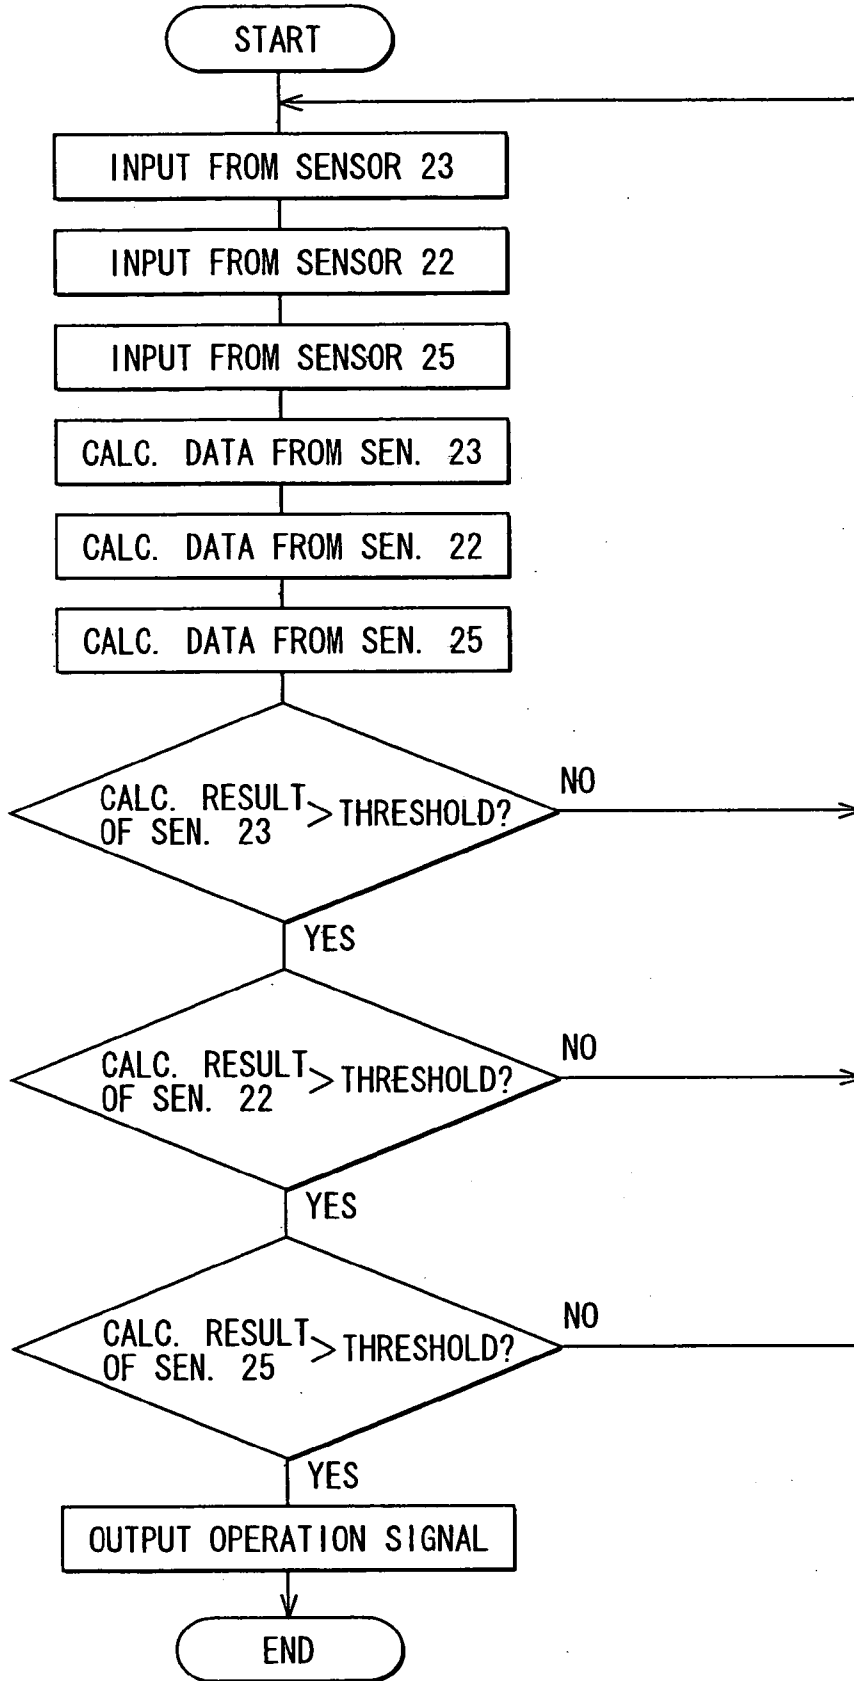 START
INPUT FROM SENSOR 23
INPUT FROM SENSOR 22
INPUT FROM SENSOR 25
CALC. DATA FROM SEN. 23
CALC. DATA FROM SEN. 22
CALC. DATA FROM SEN. 25
CALC. RESULT
OF SEN. 23 > THRESHOLD?
NO
YES
CALC. RESULT
OF SEN. 22 > THRESHOLD?
NO
YES
CALC. RESULT
OF SEN. 25 > THRESHOLD?
NO
YES
OUTPUT OPERATION SIGNAL
END